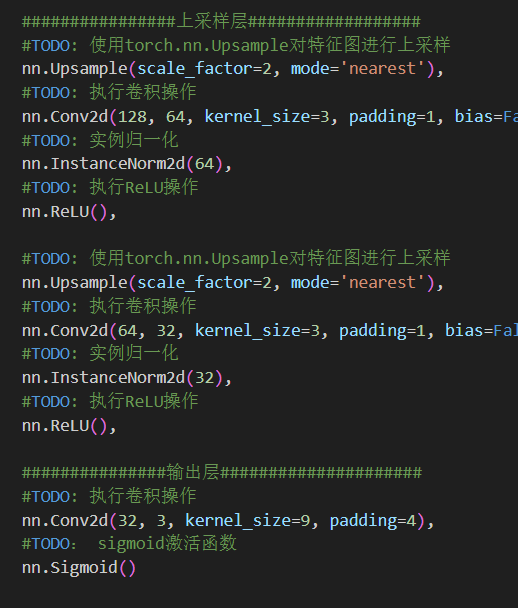 ################上采样层##################
#TODO: 使用torch.nn.Upsample对特征图进行上采样
nn.Upsample(scale_factor=2, mode='nearest'),
#TODO: 执行卷积操作
nn.Conv2d(128, 64, kernel_size=3, padding=1, bias=Fa
#TODO: 实例归一化
nn.InstanceNorm2d(64),
#TODO: 执行ReLU操作
nn.ReLU(),
#TODO: 使用torch.nn.Upsample对特征图进行上采样
nn.Upsample(scale_factor=2, mode='nearest'),
#TODO: 执行卷积操作
nn.Conv2d(64, 32, kernel_size=3, padding=1, bias=Fal
#TODO: 实例归一化
nn.InstanceNorm2d(32),
#TODO: 执行ReLU操作
nn.ReLU(),
###############输出层#####################
#TODO: 执行卷积操作
nn.Conv2d(32, 3, kernel_size=9, padding=4),
#TODO： sigmoid激活函数
nn.Sigmoid()